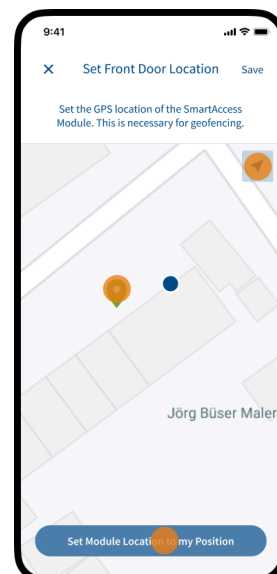 9:41
Set Front Door Location
Save
Set the GPS location of the SmartAccess
Module. This is necessary for geofencing.
Jörg Büser Maler
Set Module Location to my Position